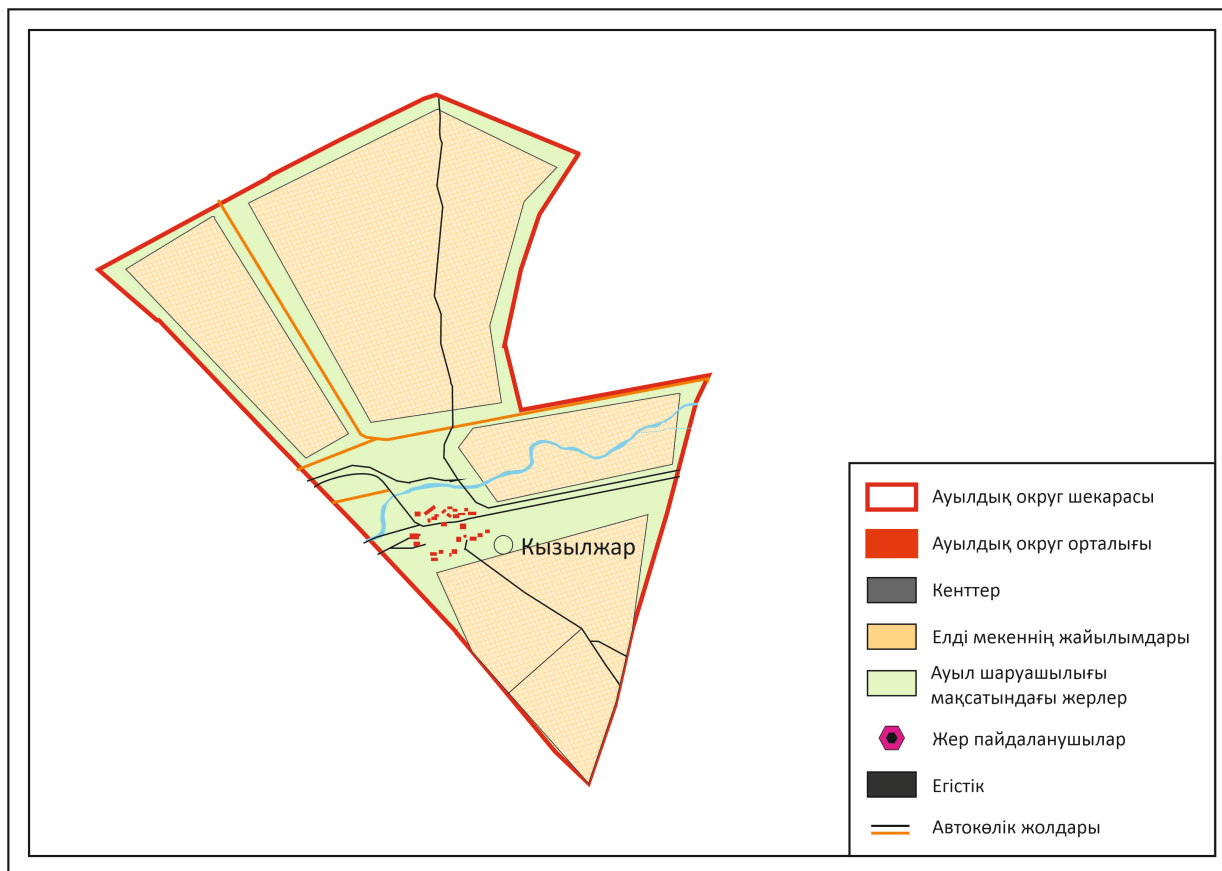 Кызылжар
Ауылдық округ шекарасы
Ауылдық округ орталығы
Кенттер
Елді мекеннің жайылымдары
Ауыл шаруашылығы
мақсатындағы жерлер
Жер пайдаланушылар
Егістік
Автокөлік жолдары